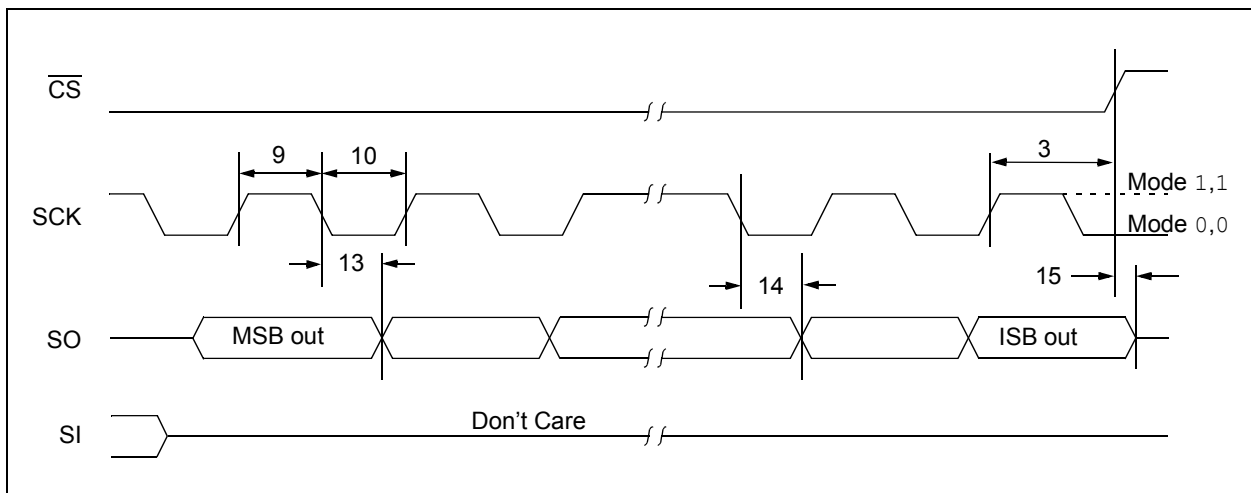 CS
9
10
3
Mode 1,1
SCK
Mode 0,0
13
14
15
SO
MSB out
ISB out
Don't Care
SI